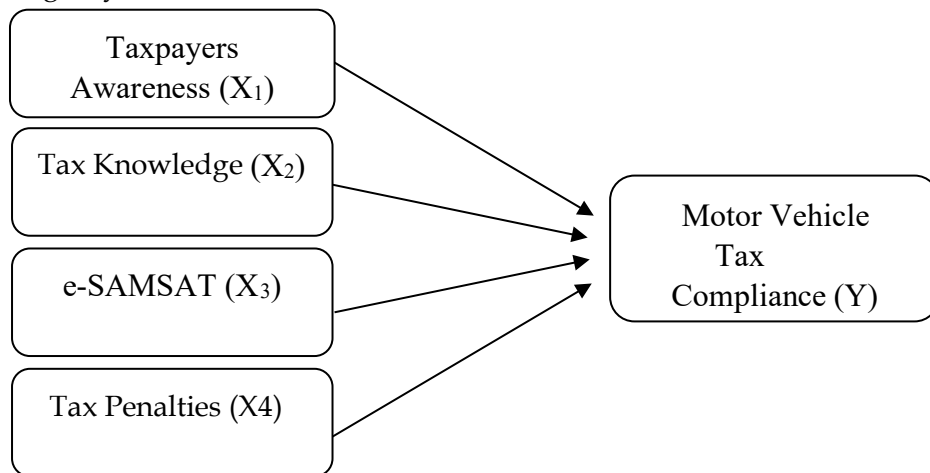 Taxpayers
Awareness (X₁)
Tax Knowledge (X₂)
e-SAMSAT (X₃)
Tax Penalties (X4)
Motor Vehicle
Tax
Compliance (Y)